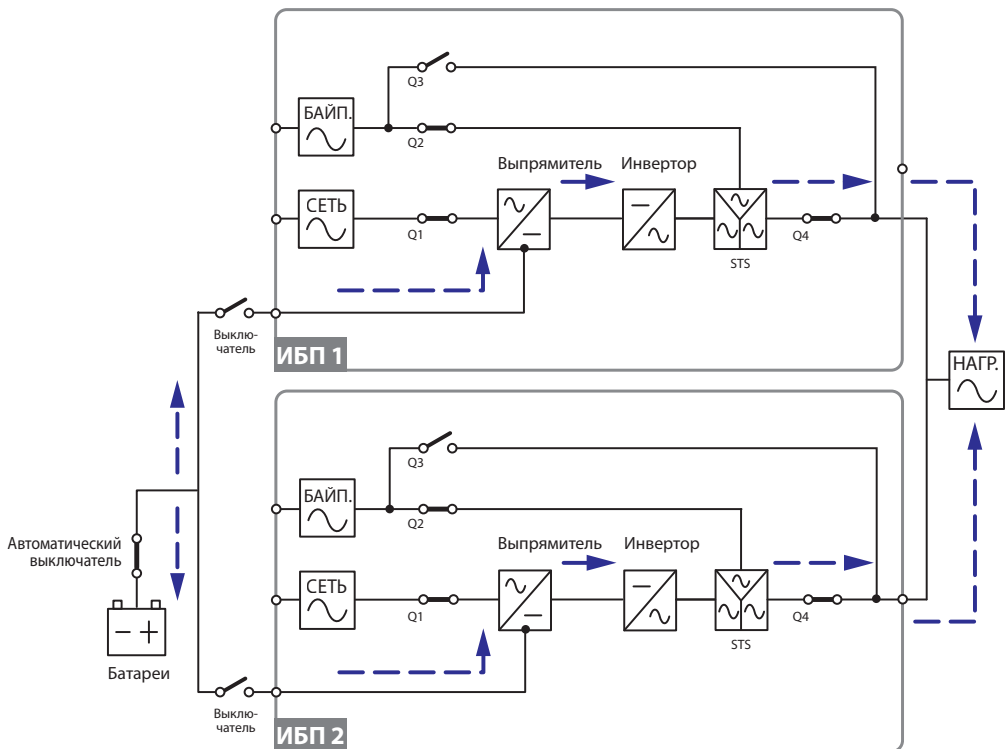 Q3
БАЙП.
Q2
Выпрямитель
Инвертор
СЕТЬ
Q1
Q4
STS
Выклю-
чатель
ИБП 1
НАГР.
Q3
БАЙП.
Q2
Выпрямитель
Инвертор
Автоматический
выключатель
СЕТЬ
Q1
Q4
STS
Батареи
Выклю-
чатель
ИБП 2